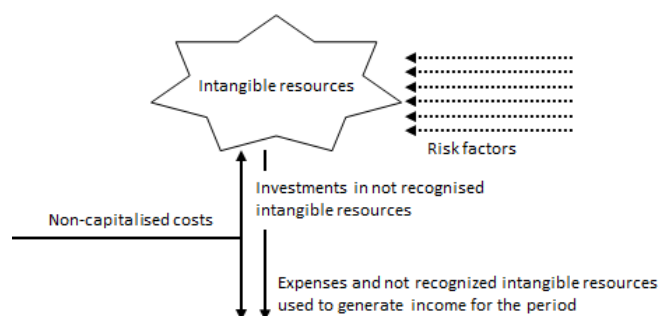 Intangible resources
Risk factors
Investments in not recognised
intangible resources
Non-capitalised costs
Expenses and not recognized intangible resources
used to generate income for the period